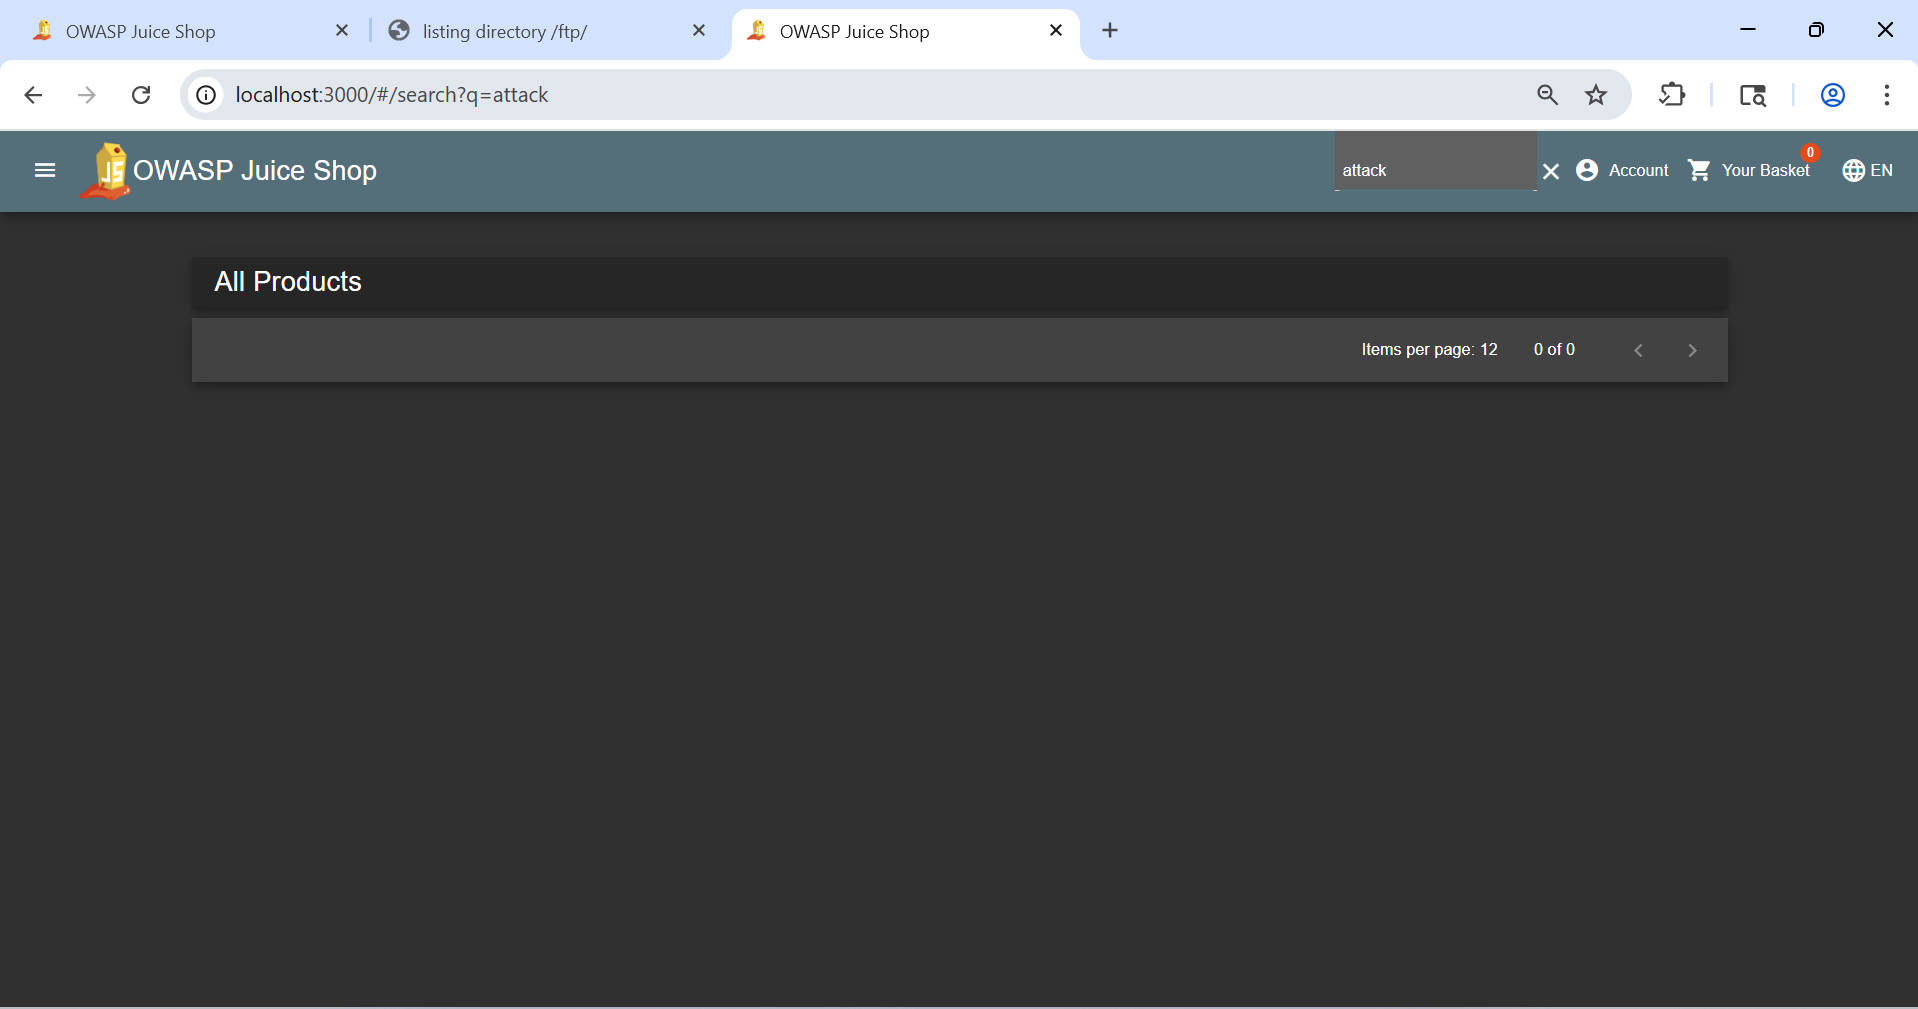 OWASP Juice Shop
listing directory /ftp/
OWASP Juice Shop
localhost:3000/#/search?q=attack
JS
OWASP Juice Shop
attack
Account
Your Basket
0
EN
All Products
Items per page: 12
0 of 0